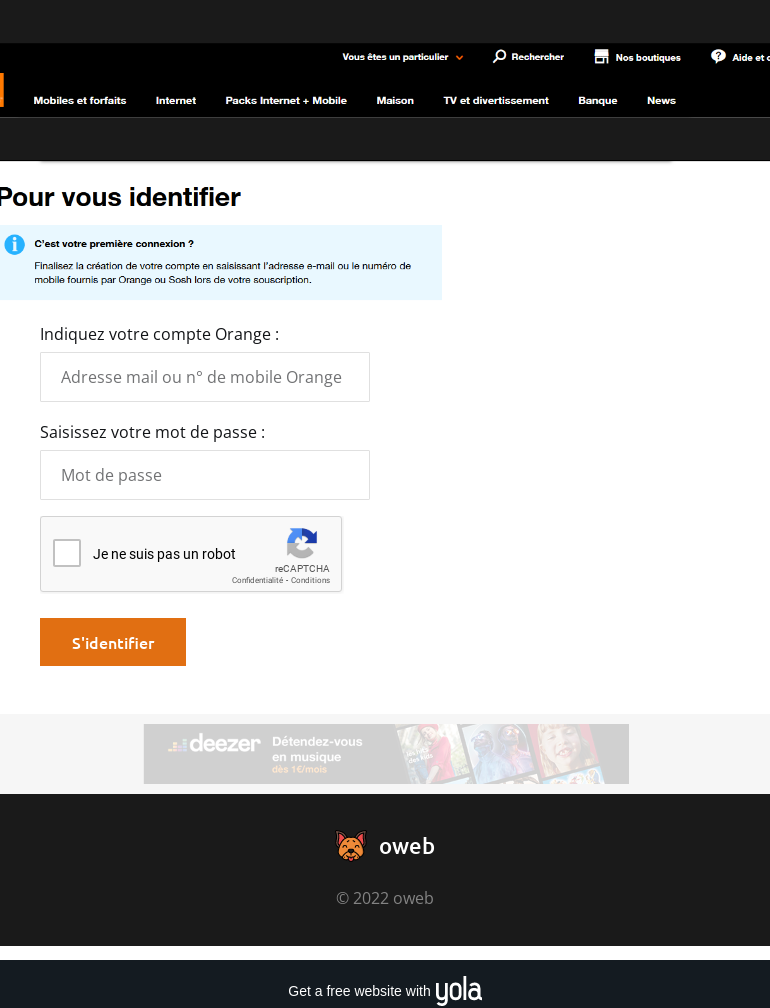 Vous êtes un particulier Rechercher Nos boutiques Aide et c
Mobiles et forfaits Internet Packs Internet + Mobile Maison TV et divertissement Banque News
Pour vous identifier
C'est votre première connexion ?
Finalisez la création de votre compte en saisissant l'adresse e-mail ou le numéro de
mobile fournis par Orange ou Sosh lors de votre souscription.
Indiquez votre compte Orange :
Adresse mail ou n° de mobile Orange
Saisissez votre mot de passe :
Mot de passe
Je ne suis pas un robot
reCAPTCHA
Confidentialité - Conditions
S'identifier
deezer
Détendez-vous
en musique
dès 1€/mois
oweb
© 2022 oweb
Get a free website with yola